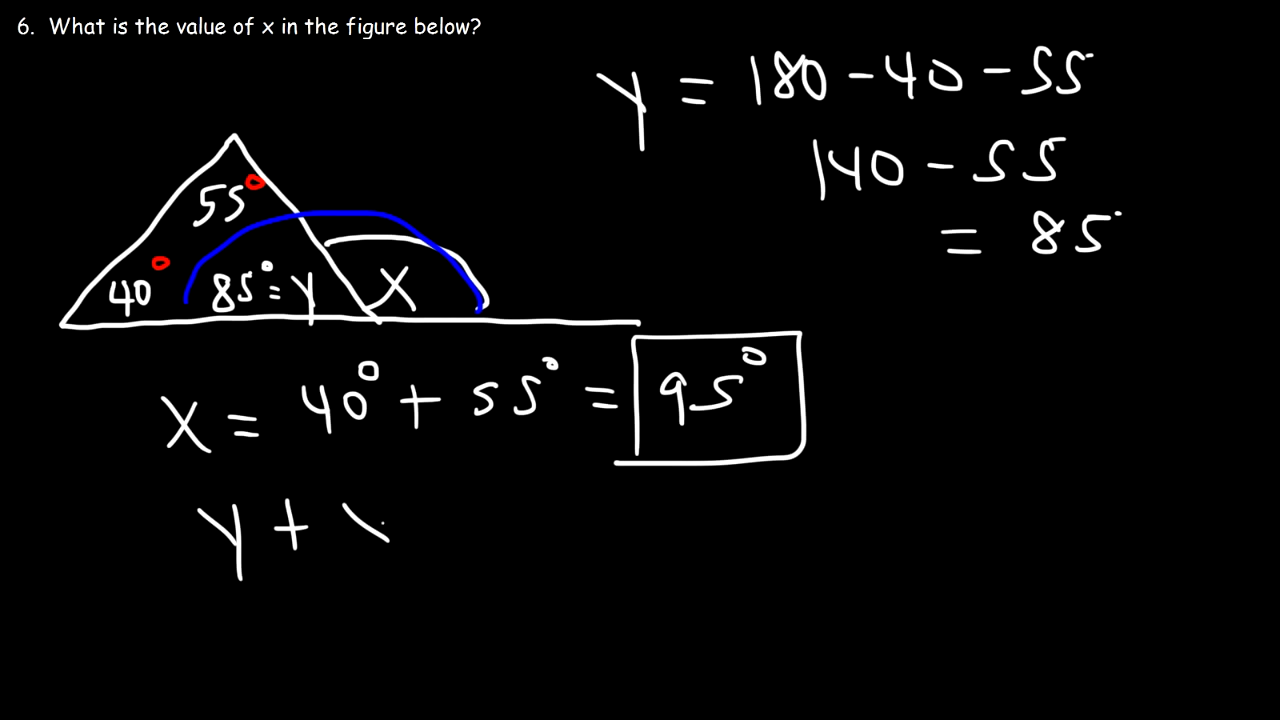 6. What is the value of x in the figure below?
y = 180 - 40 - 55
140 - 55
= 85
55°
40°
85° = y
x
x = 40° + 55° = 95°
y +